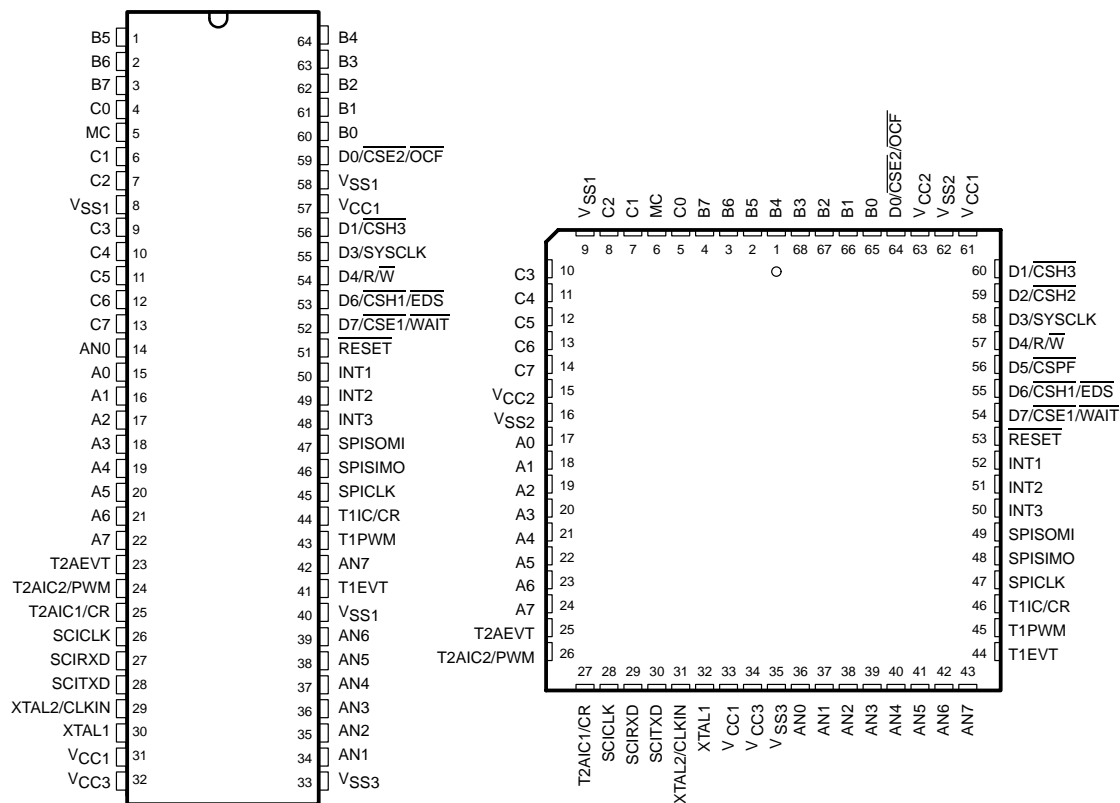 B5 1 64 B4
B6 2 63 B3
B7 3 62 B2
C0 4 61 B1
MC 5 60 B0
C1 6 59 D0/CSE2/OCF
C2 7 58 VSS1
VSS1 8 57 VCC1
C3 9 56 D1/CSH3
C4 10 55 D3/SYSCLK
C5 11 54 D4/R/W
C6 12 53 D6/CSH1/EDS
C7 13 52 D7/CSE1/WAIT
AN0 14 51 RESET
A0 15 50 INT1
A1 16 49 INT2
A2 17 48 INT3
A3 18 47 SPISOMI
A4 19 46 SPISIMO
A5 20 45 SPICLK
A6 21 44 T1IC/CR
A7 22 43 T1PWM
T2AEVT 23 42 AN7
T2AIC2/PWM 24 41 T1EVT
T2AIC1/CR 25 40 VSS1
SCICLK 26 39 AN6
SCIRXD 27 38 AN5
SCITXD 28 37 AN4
XTAL2/CLKIN 29 36 AN3
XTAL1 30 35 AN2
VCC1 31 34 AN1
VCC3 32 33 VSS3
VSS1 C2 C1 MC C0 B7 B6 B5 B4 B3 B2 B1 B0 D0/CSE2/OCF VCC2 VSS2 VCC1
9 8 7 6 5 4 3 2 1 68 67 66 65 64 63 62 61
C3 10 60 D1/CSH3
C4 11 59 D2/CSH2
C5 12 58 D3/SYSCLK
C6 13 57 D4/R/W
C7 14 56 D5/CSPF
VCC2 15 55 D6/CSH1/EDS
VSS2 16 54 D7/CSE1/WAIT
A0 17 53 RESET
A1 18 52 INT1
A2 19 51 INT2
A3 20 50 INT3
A4 21 49 SPISOMI
A5 22 48 SPISIMO
A6 23 47 SPICLK
A7 24 46 T1IC/CR
T2AEVT 25 45 T1PWM
T2AIC2/PWM 26 44 T1EVT
27 28 29 30 31 32 33 34 35 36 37 38 39 40 41 42 43
T2AIC1/CR SCICLK SCIRXD SCITXD XTAL2/CLKIN XTAL1 VCC1 VCC3 VSS3 AN0 AN1 AN2 AN3 AN4 AN5 AN6 AN7